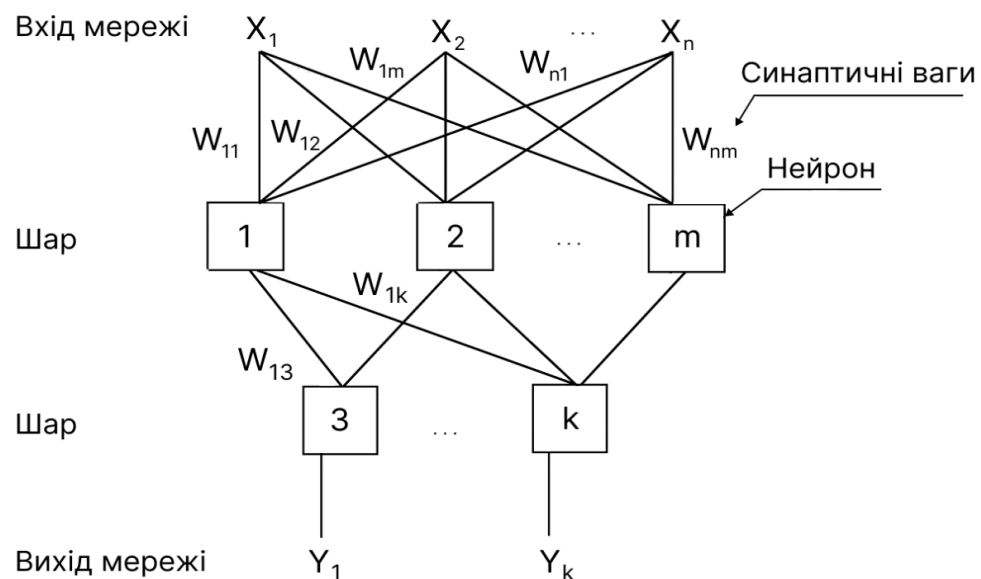 Вхід мережі X₁ X₂ ... Xₙ
W₁ₘ Wₙ₁
Синаптичні ваги
W₁₁ W₁₂ Wₙₘ
Нейрон
Шар 1 2 ... m
W₁ₖ
W₁₃
Шар 3 ... k
Вихід мережі Y₁ Yₖ